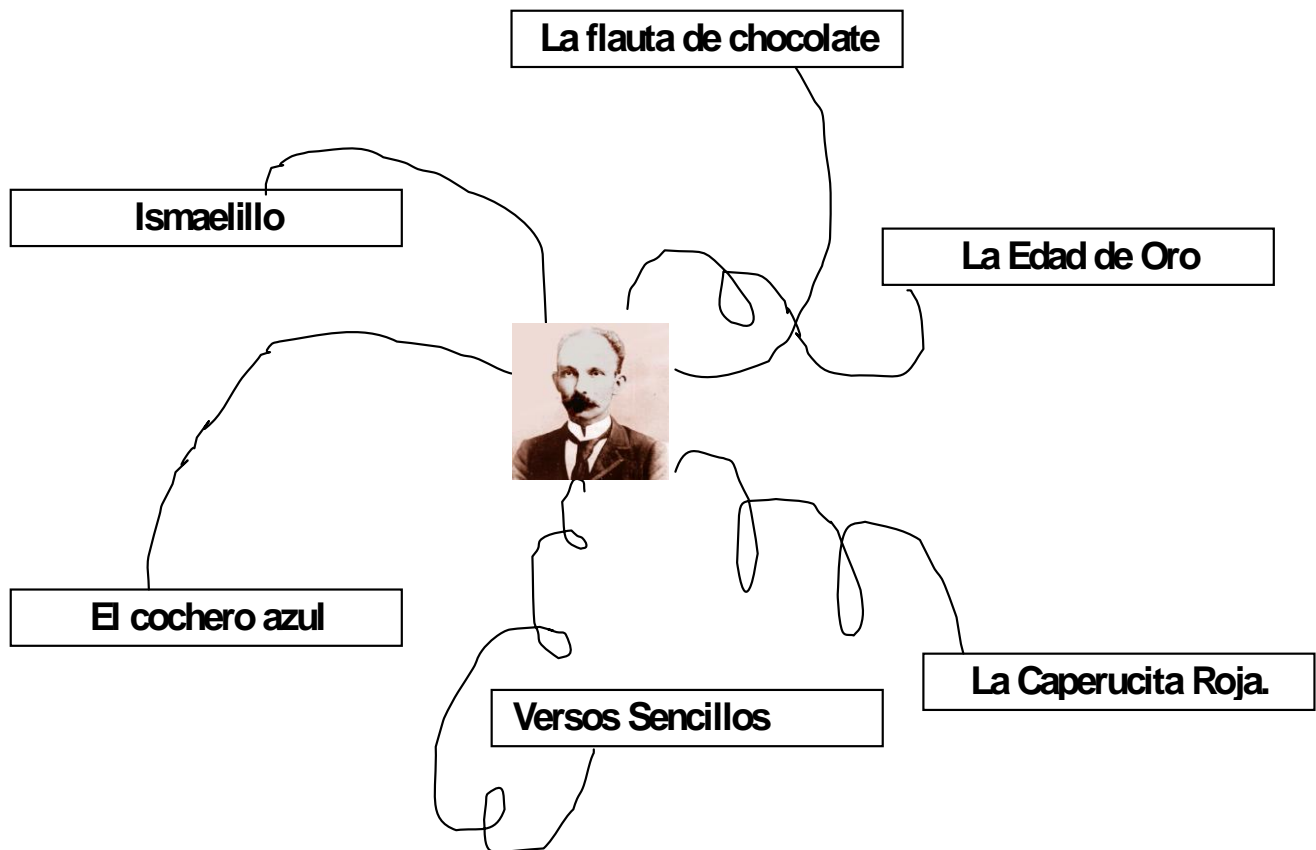 La flauta de chocolate
Ismaelillo
La Edad de Oro
El cochero azul
La Caperucita Roja.
Versos Sencillos